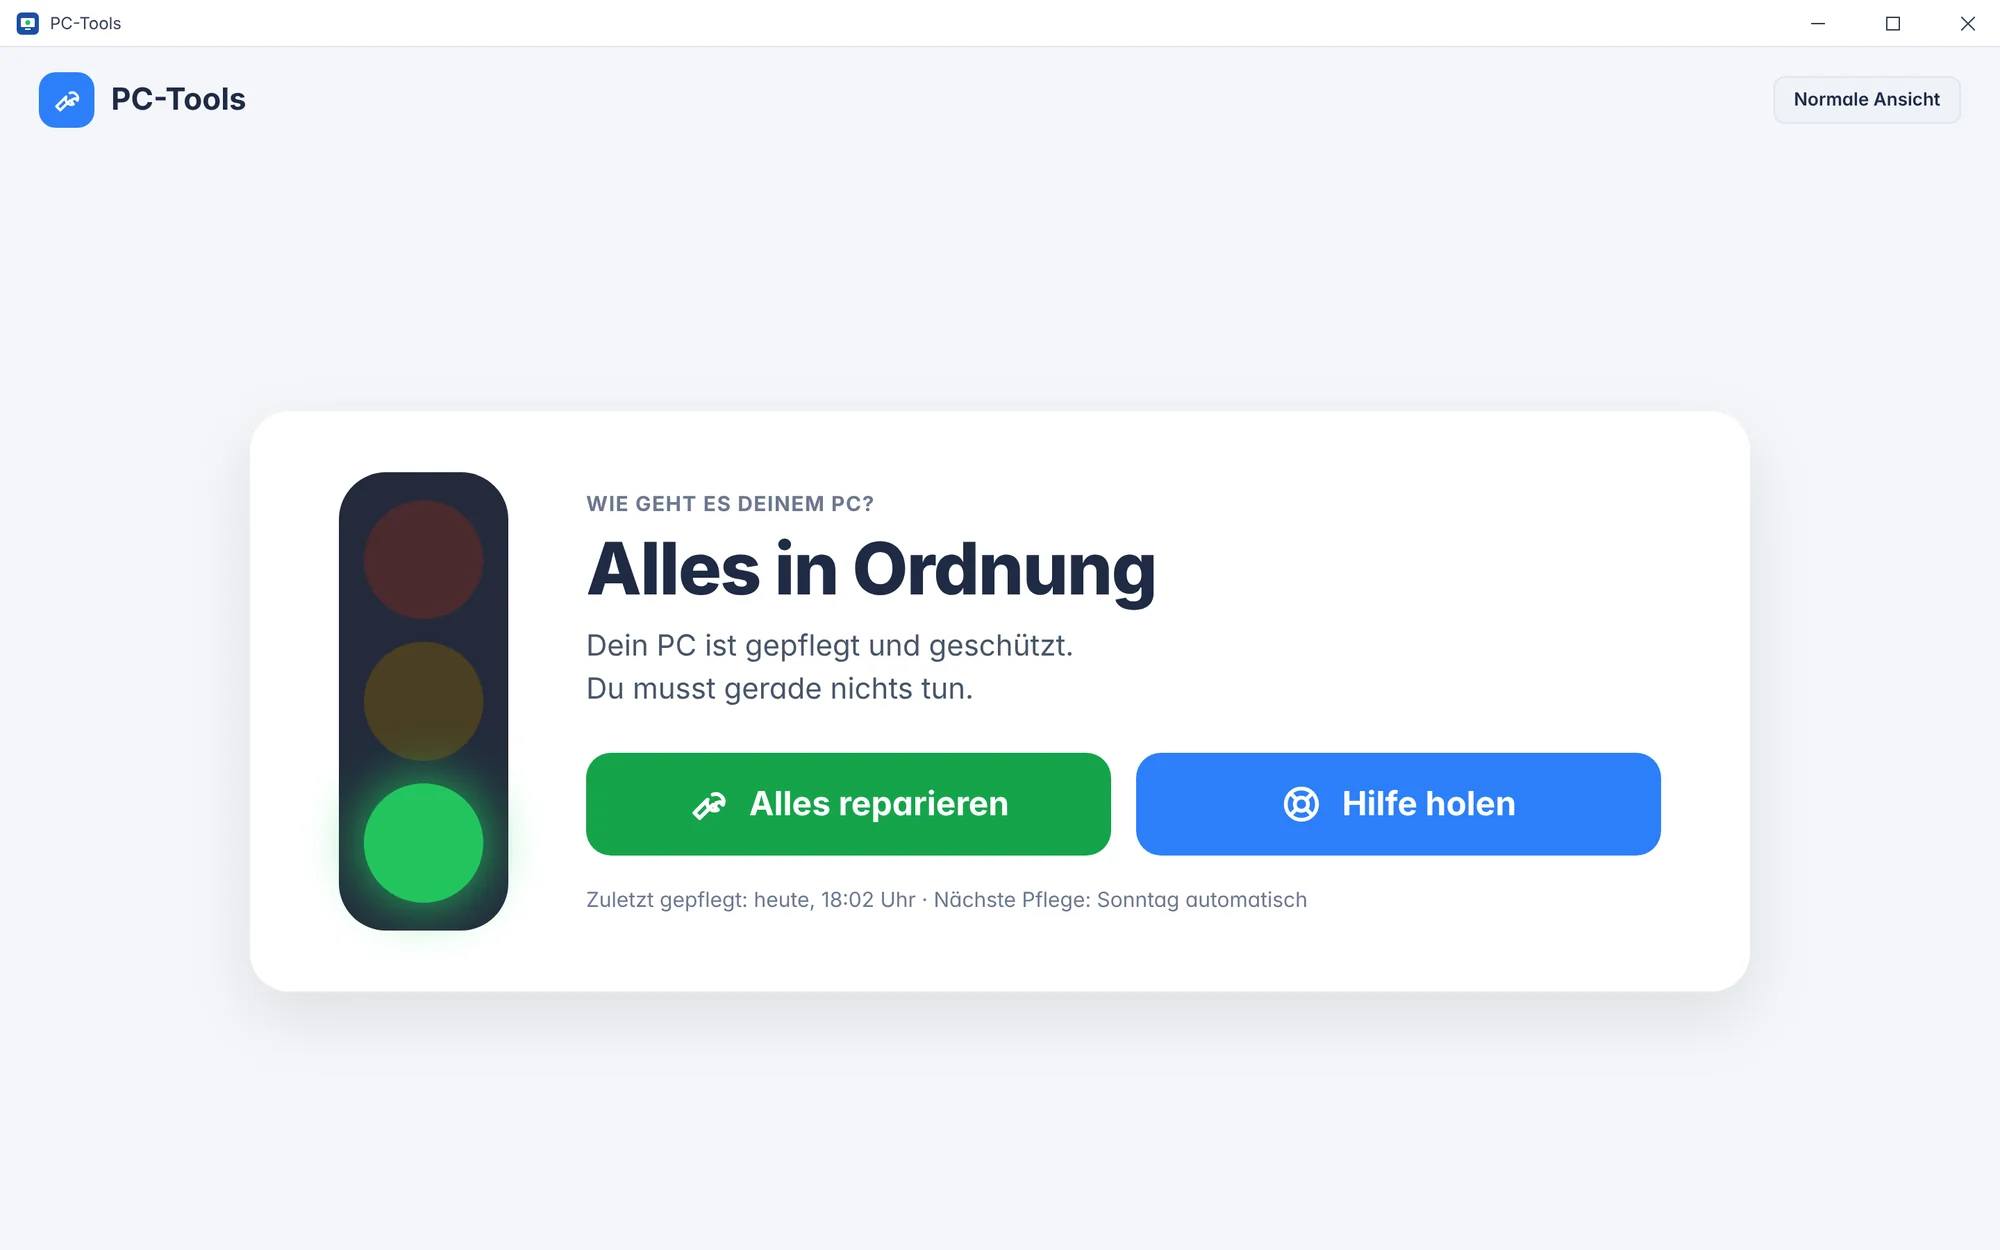 PC-Tools
PC-Tools
Normale Ansicht
WIE GEHT ES DEINEM PC?
Alles in Ordnung
Dein PC ist gepflegt und geschützt.
Du musst gerade nichts tun.
Alles reparieren
Hilfe holen
Zuletzt gepflegt: heute, 18:02 Uhr · Nächste Pflege: Sonntag automatisch